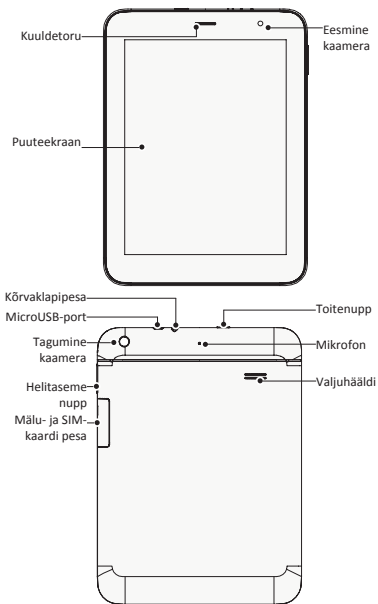 Kuuldetoru
Eesmine
kaamera
Puuteekraan
Kõrvaklapipesa
MicroUSB-port
Tagumine
kaamera
Helitaseme
nupp
Mälu- ja SIM-
kaardi pesa
Toitenupp
Mikrofon
Valjuhääldi